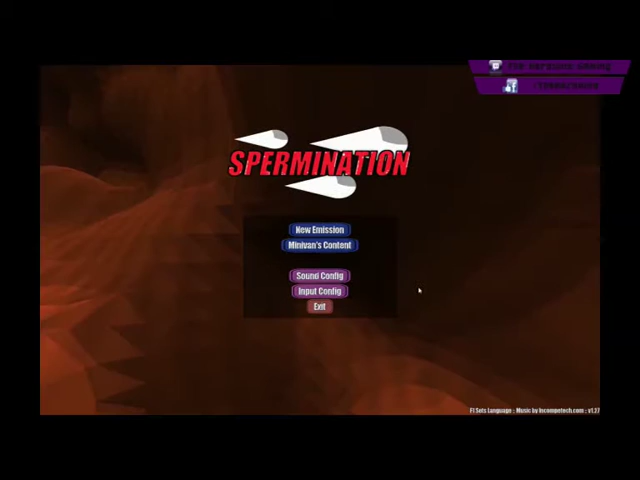 SPERMINATION
New Emission
Minivan's Content
Sound Config
Input Config
Exit
F1 Sets Language : Music by Incompetech.com : v1.27